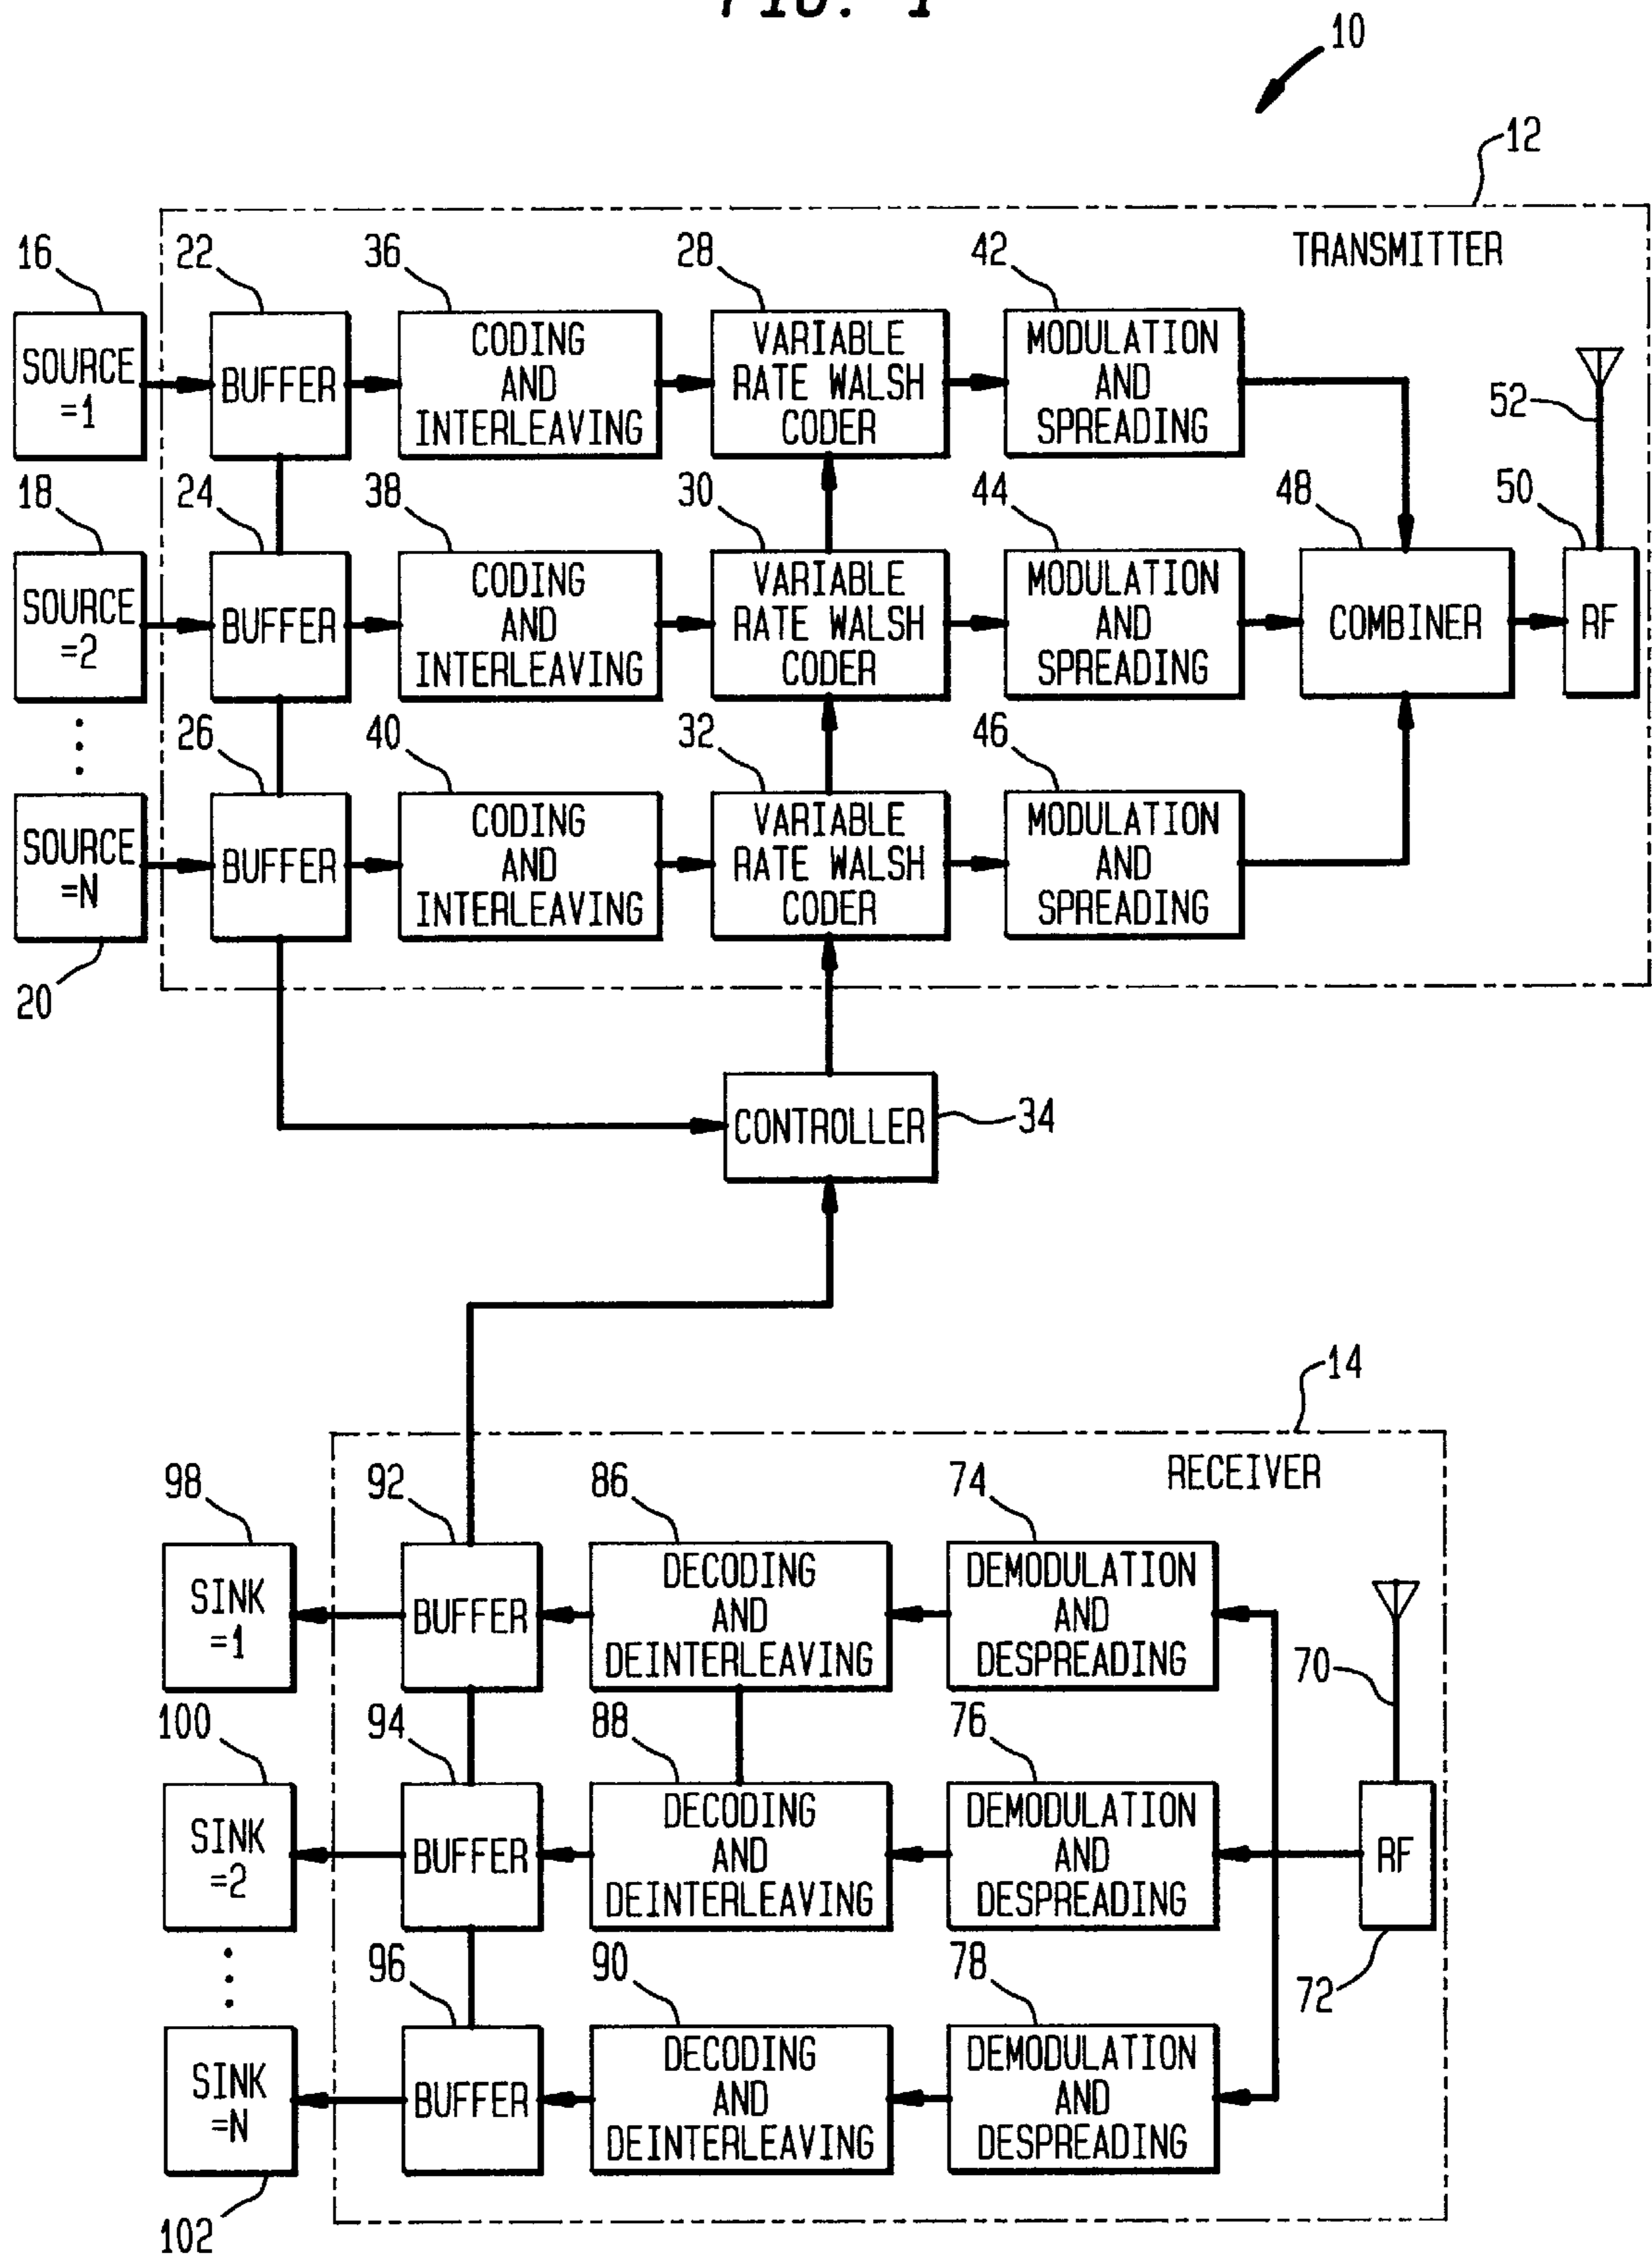 FIG. 1
10
12
TRANSMITTER
16
22
36
28
42
SOURCE
=1
BUFFER
CODING
AND
INTERLEAVING
VARIABLE
RATE WALSH
CODER
MODULATION
AND
SPREADING
52
18
24
38
30
44
48
50
SOURCE
=2
BUFFER
CODING
AND
INTERLEAVING
VARIABLE
RATE WALSH
CODER
MODULATION
AND
SPREADING
COMBINER
RF
26
40
32
46
SOURCE
=N
BUFFER
CODING
AND
INTERLEAVING
VARIABLE
RATE WALSH
CODER
MODULATION
AND
SPREADING
20
CONTROLLER
34
14
RECEIVER
98
92
86
74
SINK
=1
BUFFER
DECODING
AND
DEINTERLEAVING
DEMODULATION
AND
DESPREADING
70
100
94
88
76
SINK
=2
BUFFER
DECODING
AND
DEINTERLEAVING
DEMODULATION
AND
DESPREADING
RF
72
96
90
78
SINK
=N
BUFFER
DECODING
AND
DEINTERLEAVING
DEMODULATION
AND
DESPREADING
102